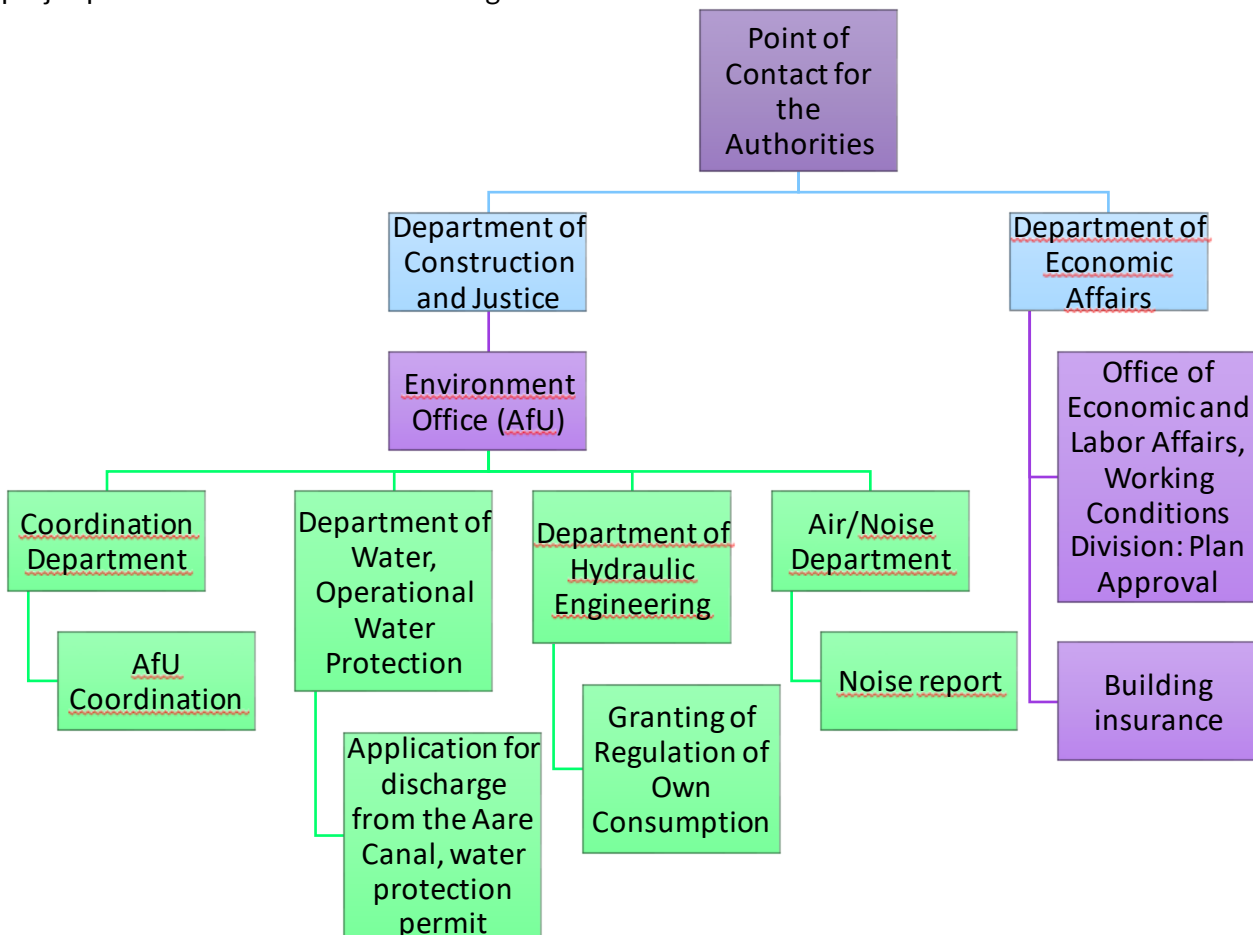 Point of
Contact for
the
Authorities
Department of
Construction
and Justice
Department of
Economic
Affairs
Environment
Office (AfU)
Office of
Economic and
Labor Affairs,
Working
Conditions
Division: Plan
Approval
Coordination
Department
Department of
Water,
Operational
Water
Protection
Department of
Hydraulic
Engineering
Air/Noise
Department
AfU
Coordination
Application for
discharge
from the Aare
Canal, water
protection
permit
Granting of
Regulation of
Own
Consumption
Noise report
Building
insurance